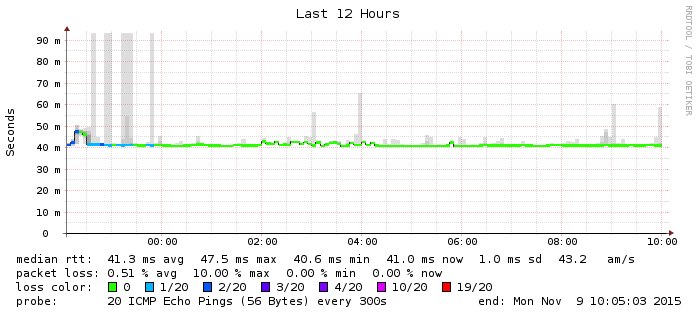 Last 12 Hours
RRDTOOL / TOBI OETIKER
Seconds
90 m
80 m
70 m
60 m
50 m
40 m
30 m
20 m
10 m
0
00:00 02:00 04:00 06:00 08:00 10:00
median rtt: 41.3 ms avg 47.5 ms max 40.6 ms min 41.0 ms now 1.0 ms sd 43.2 am/s
packet loss: 0.51 % avg 10.00 % max 0.00 % min 0.00 % now
loss color: 0 1/20 2/20 3/20 4/20 10/20 19/20
probe: 20 ICMP Echo Pings (56 Bytes) every 300s end: Mon Nov 9 10:05:03 2015